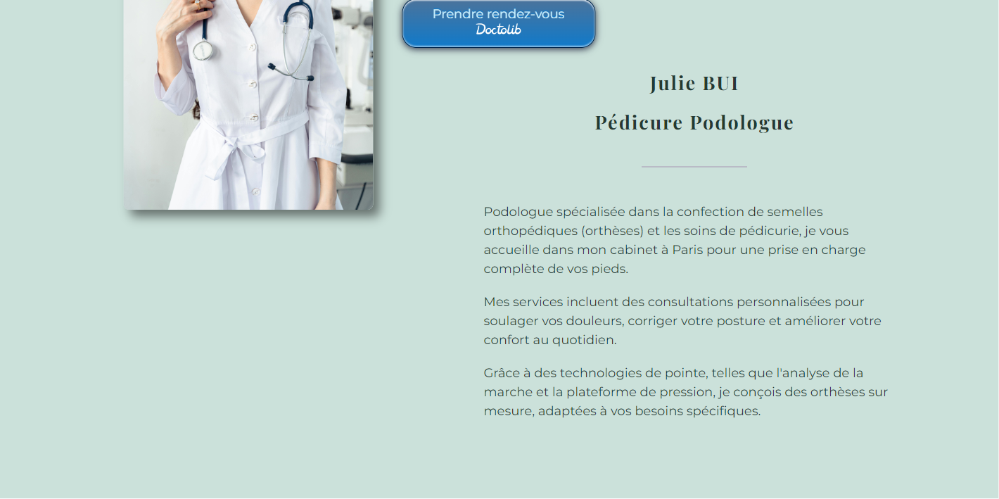 Prendre rendez-vous
Doctolib
Julie BUI
Pédicure Podologue
Podologue spécialisée dans la confection de semelles
orthopédiques (orthèses) et les soins de pédicurie, je vous
accueille dans mon cabinet à Paris pour une prise en charge
complète de vos pieds.
Mes services incluent des consultations personnalisées pour
soulager vos douleurs, corriger votre posture et améliorer votre
confort au quotidien.
Grâce à des technologies de pointe, telles que l'analyse de la
marche et la plateforme de pression, je conçois des orthèses sur
mesure, adaptées à vos besoins spécifiques.